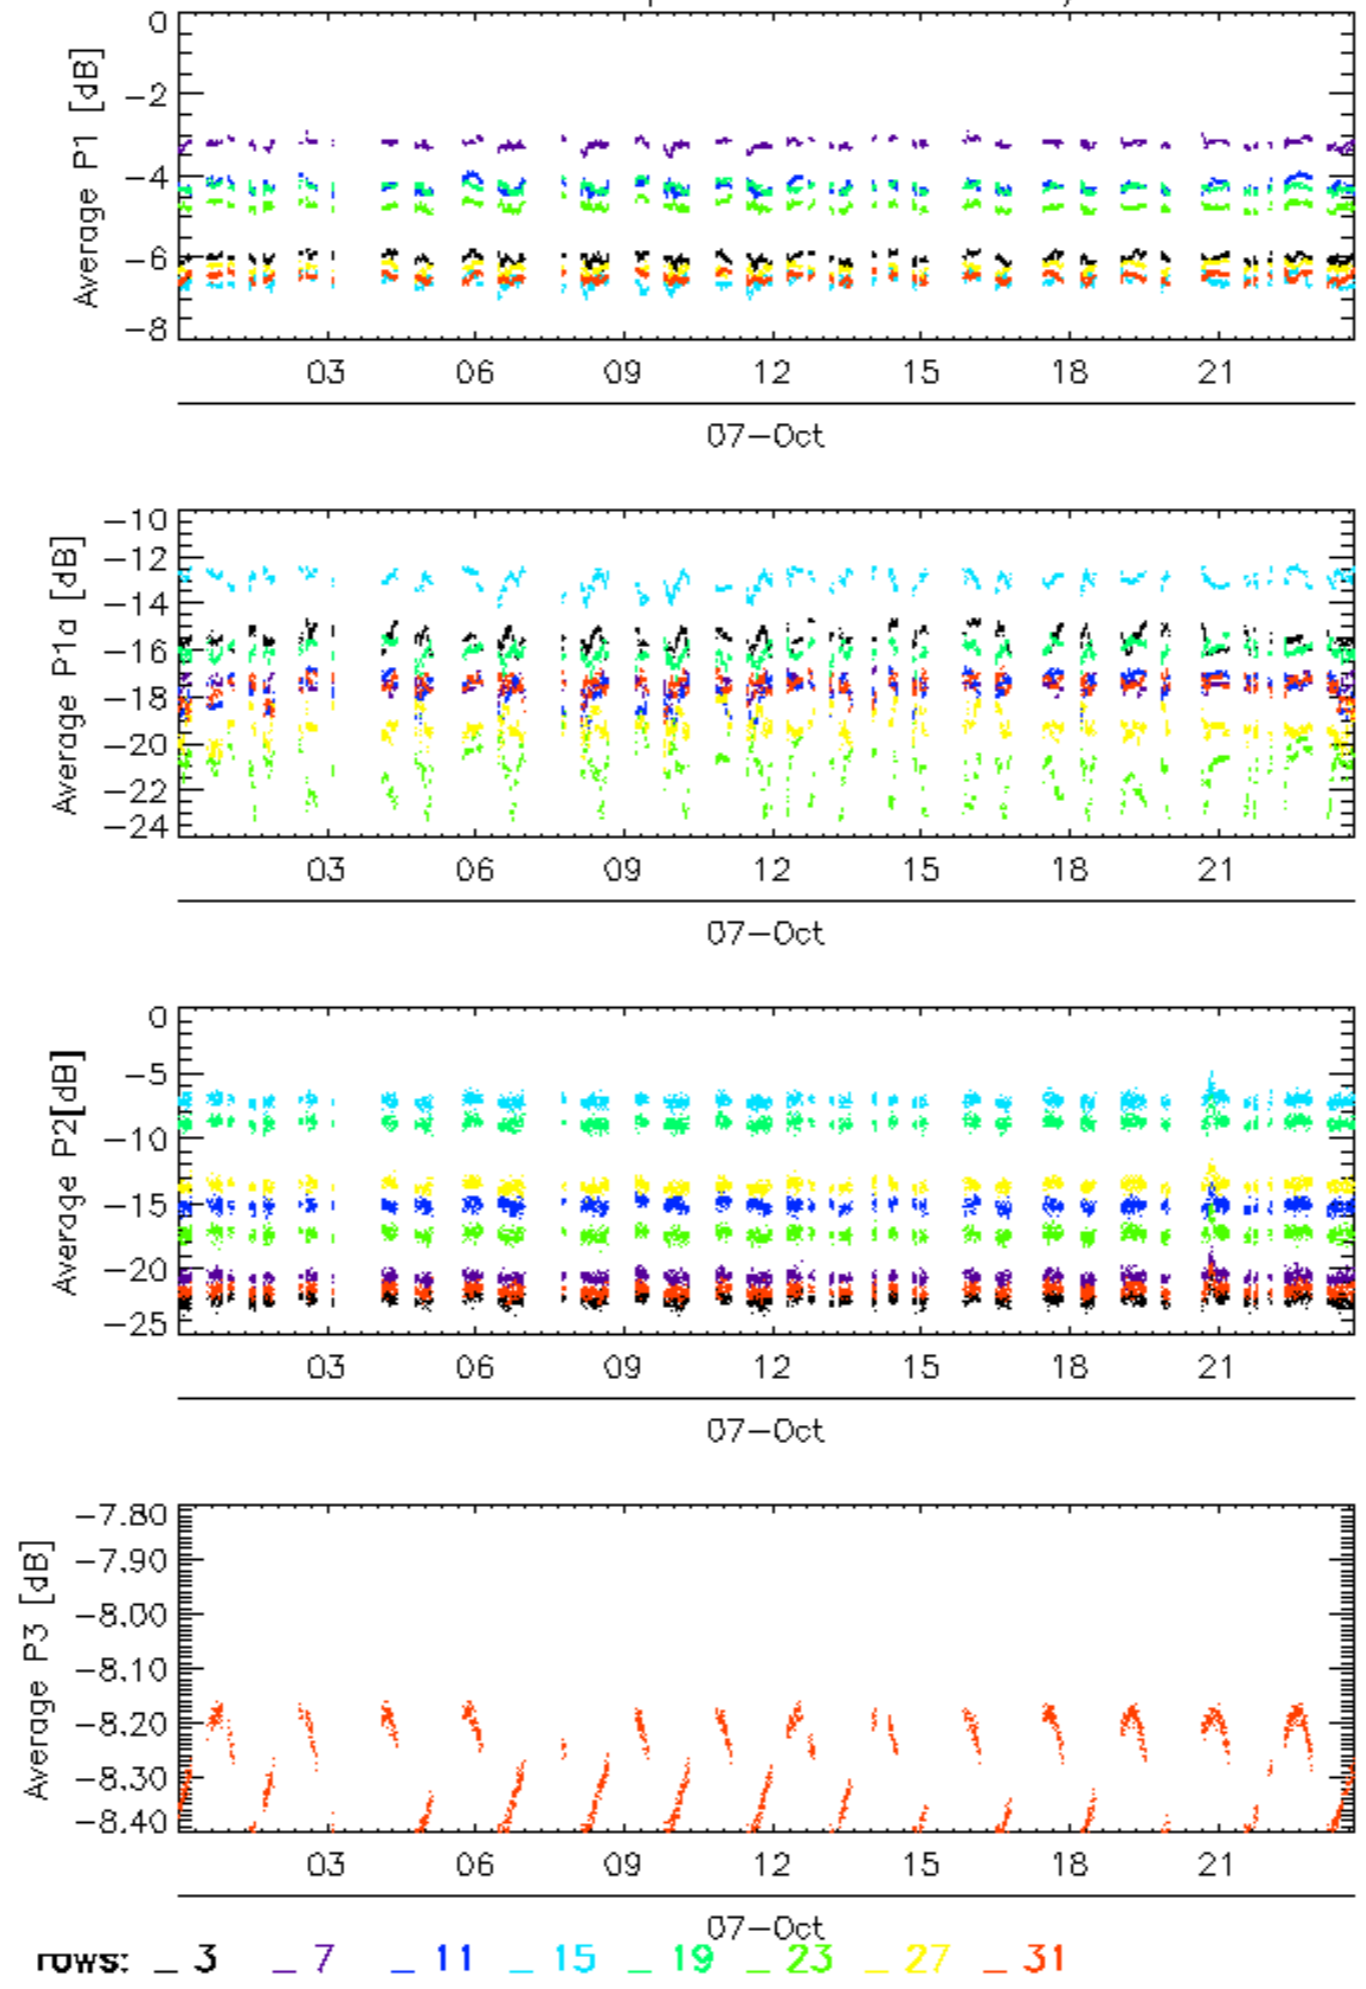 0
-2
-4
-6
-8
Average P1 [dB]
03 06 09 12 15 18 21
07-Oct
-10
-12
-14
-16
-18
-20
-22
-24
Average P1a [dB]
03 06 09 12 15 18 21
07-Oct
0
-5
-10
-15
-20
-25
Average P2[dB]
03 06 09 12 15 18 21
07-Oct
-7.80
-7.90
-8.00
-8.10
-8.20
-8.30
-8.40
Average P3 [dB]
03 06 09 12 15 18 21
07-Oct
rows: _ 3 _ 7 _ 11 _ 15 _ 19 _ 23 _ 27 _ 31